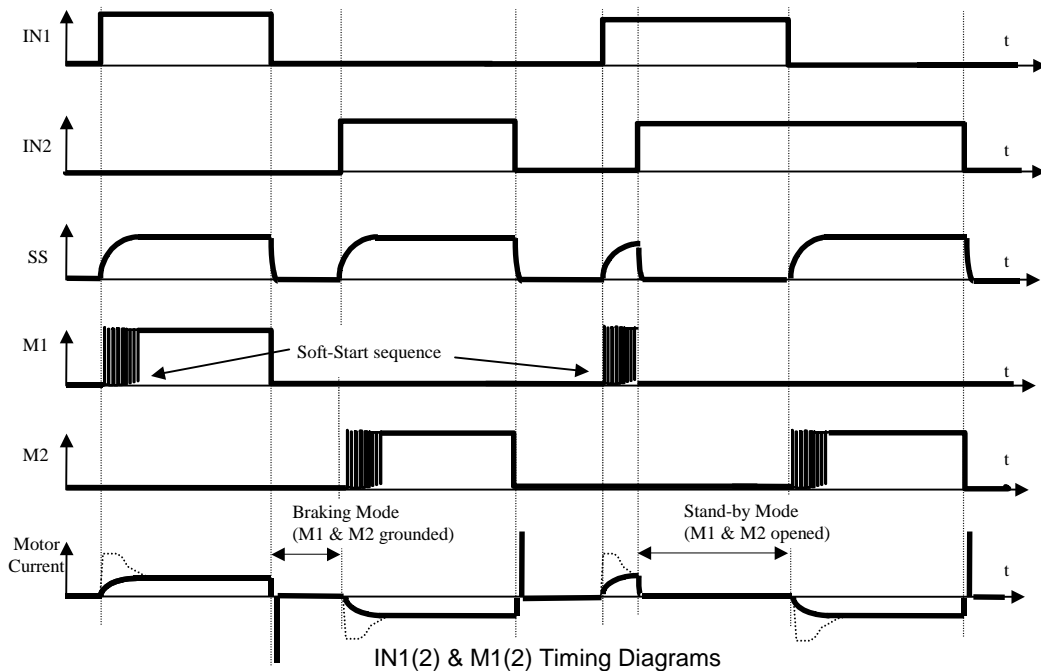 IN1
t
IN2
t
SS
t
M1
Soft-Start sequence
t
M2
t
Braking Mode
(M1 & M2 grounded)
Stand-by Mode
(M1 & M2 opened)
Motor
Current
t
IN1(2) & M1(2) Timing Diagrams